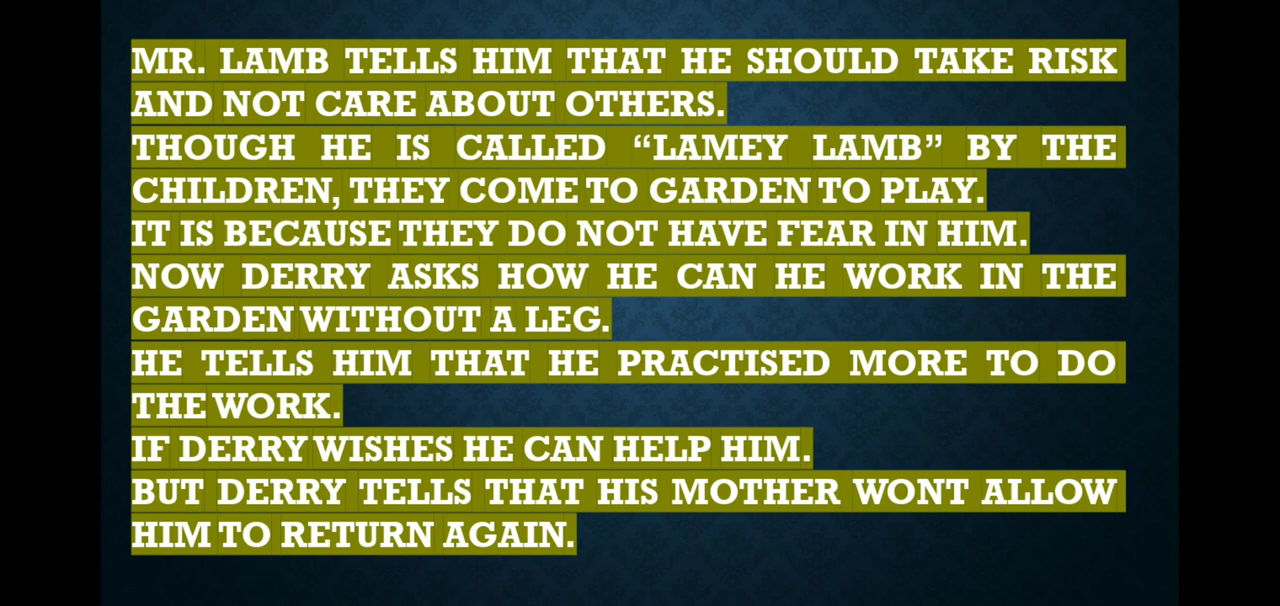 MR. LAMB TELLS HIM THAT HE SHOULD TAKE RISK
AND NOT CARE ABOUT OTHERS.
THOUGH HE IS CALLED “LAMEY LAMB” BY THE
CHILDREN, THEY COME TO GARDEN TO PLAY.
IT IS BECAUSE THEY DO NOT HAVE FEAR IN HIM.
NOW DERRY ASKS HOW HE CAN HE WORK IN THE
GARDEN WITHOUT A LEG.
HE TELLS HIM THAT HE PRACTISED MORE TO DO
THE WORK.
IF DERRY WISHES HE CAN HELP HIM.
BUT DERRY TELLS THAT HIS MOTHER WONT ALLOW
HIM TO RETURN AGAIN.